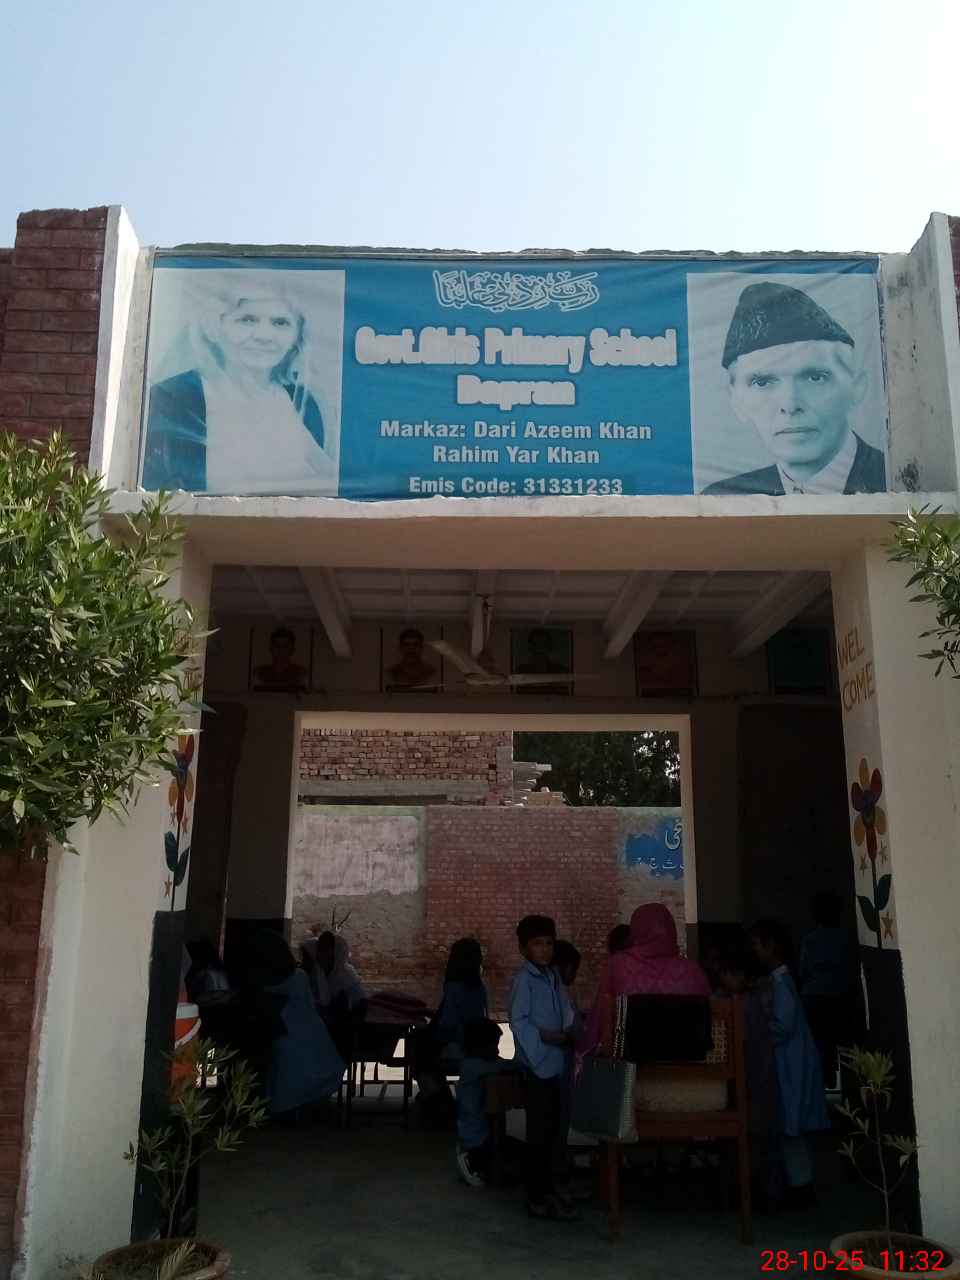 رَبِّ زِدْنِي عِلْمًا
Govt.Girls Primary School
Dapran
Markaz: Dari Azeem Khan
Rahim Yar Khan
Emis Code: 31331233
WEL
COME
28-10-25 11:32